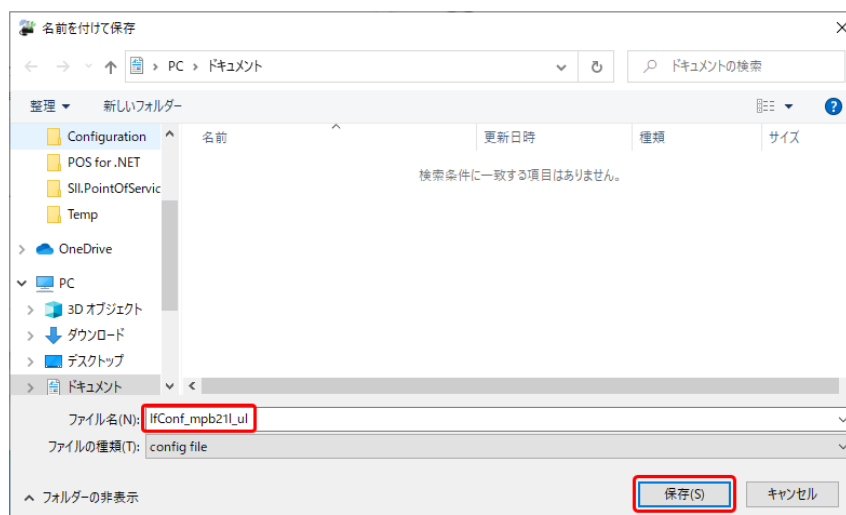 名前を付けて保存
PC › ドキュメント
ドキュメントの検索
整理
新しいフォルダー
名前 更新日時 種類 サイズ
検索条件に一致する項目はありません。
Configuration
POS for .NET
SII.PointOfServic
Temp
OneDrive
PC
3D オブジェクト
ダウンロード
デスクトップ
ドキュメント
ファイル名(N): IfConf_mpb21l_ul
ファイルの種類(T): config file
フォルダーの非表示
保存(S)
キャンセル